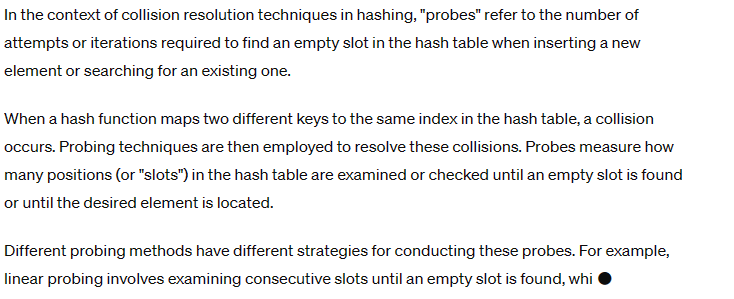 In the context of collision resolution techniques in hashing, "probes" refer to the number of
attempts or iterations required to find an empty slot in the hash table when inserting a new
element or searching for an existing one.
When a hash function maps two different keys to the same index in the hash table, a collision
occurs. Probing techniques are then employed to resolve these collisions. Probes measure how
many positions (or "slots") in the hash table are examined or checked until an empty slot is found
or until the desired element is located.
Different probing methods have different strategies for conducting these probes. For example,
linear probing involves examining consecutive slots until an empty slot is found, whi